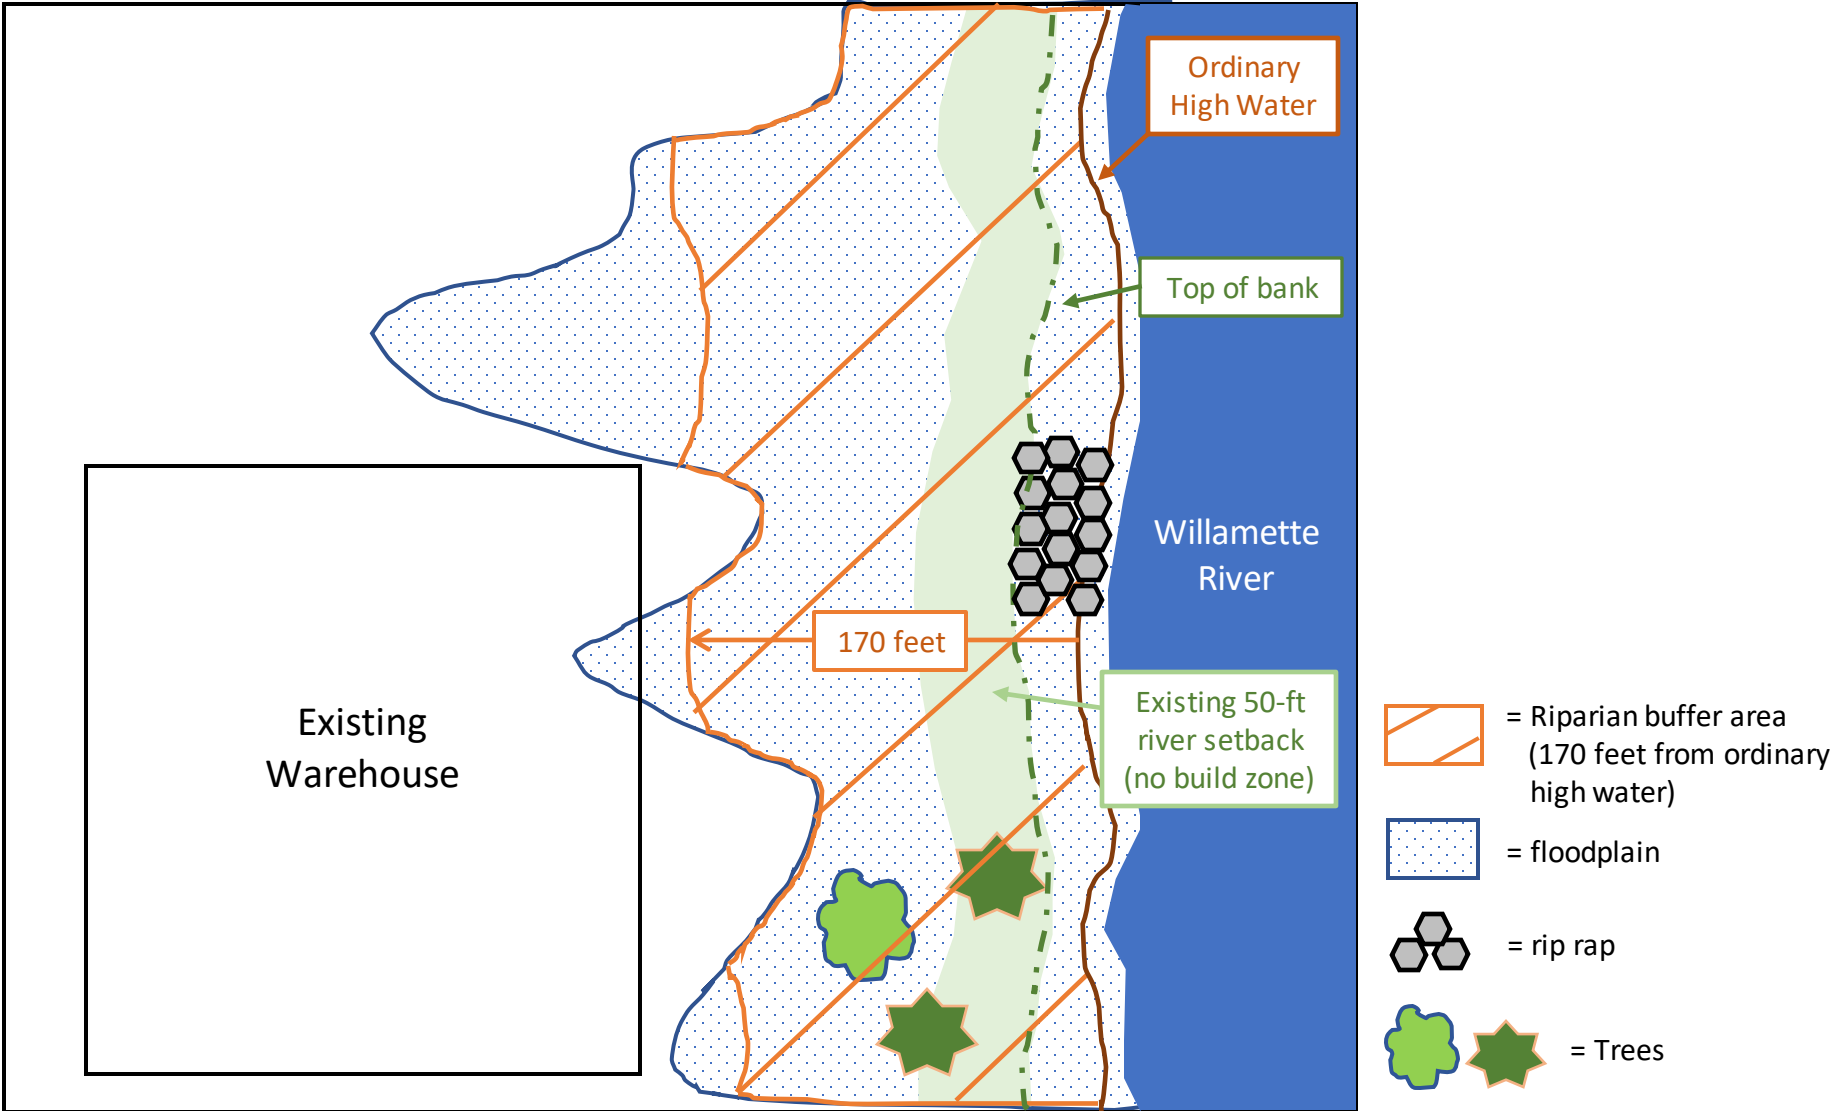 Ordinary
High Water
Top of bank
Willamette
River
170 feet
Existing 50-ft
river setback
(no build zone)
Existing
Warehouse
= Riparian buffer area
(170 feet from ordinary
high water)
= floodplain
= rip rap
= Trees